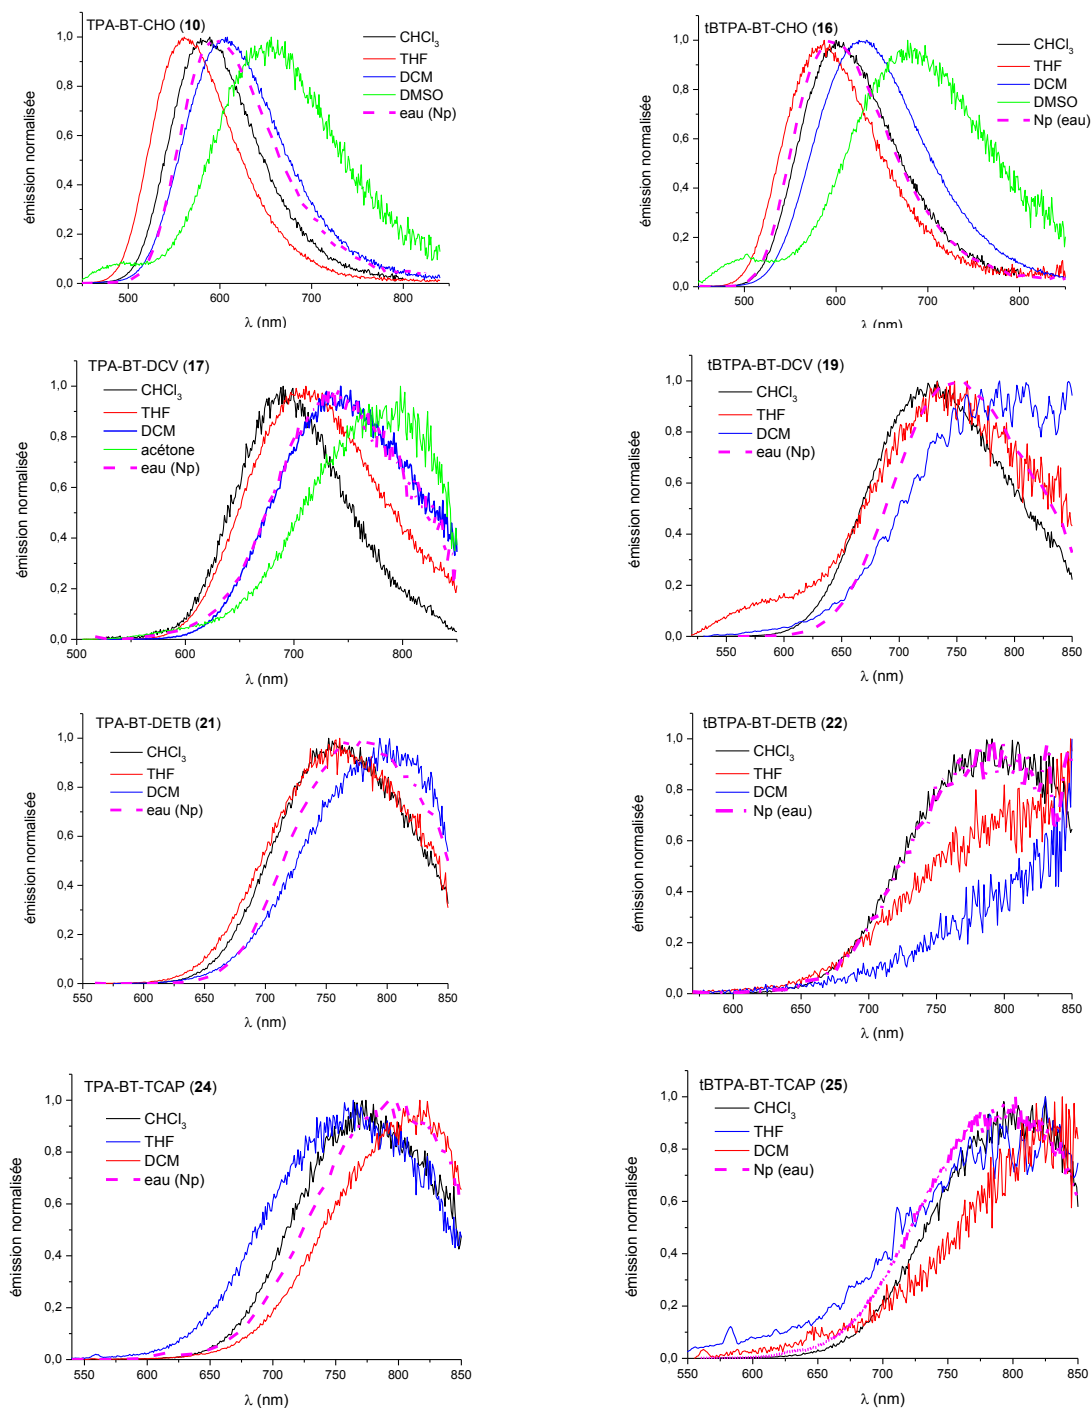 TPA-BT-CHO (10)
CHCl3
THF
DCM
DMSO
eau (Np)
émission normalisée
1,0
0,8
0,6
0,4
0,2
0,0
500 600 700 800
λ (nm)
tBTPA-BT-CHO (16)
CHCl3
THF
DCM
DMSO
Np (eau)
émission normalisée
1,0
0,8
0,6
0,4
0,2
0,0
500 600 700 800
λ (nm)
TPA-BT-DCV (17)
CHCl3
THF
DCM
acétone
eau (Np)
émission normalisée
1,0
0,8
0,6
0,4
0,2
0,0
500 600 700 800
λ (nm)
tBTPA-BT-DCV (19)
CHCl3
THF
DCM
eau (Np)
émission normalisée
1,0
0,8
0,6
0,4
0,2
0,0
550 600 650 700 750 800 850
λ (nm)
TPA-BT-DETB (21)
CHCl3
THF
DCM
eau (Np)
émission normalisée
1,0
0,8
0,6
0,4
0,2
0,0
550 600 650 700 750 800 850
λ (nm)
tBTPA-BT-DETB (22)
CHCl3
THF
DCM
Np (eau)
émission normalisée
1,0
0,8
0,6
0,4
0,2
0,0
600 650 700 750 800 850
λ (nm)
TPA-BT-TCAP (24)
CHCl3
THF
DCM
eau (Np)
émission normalisée
1,0
0,8
0,6
0,4
0,2
0,0
550 600 650 700 750 800 850
λ (nm)
tBTPA-BT-TCAP (25)
CHCl3
THF
DCM
Np (eau)
émission normalisée
1,0
0,8
0,6
0,4
0,2
0,0
550 600 650 700 750 800 850
λ (nm)